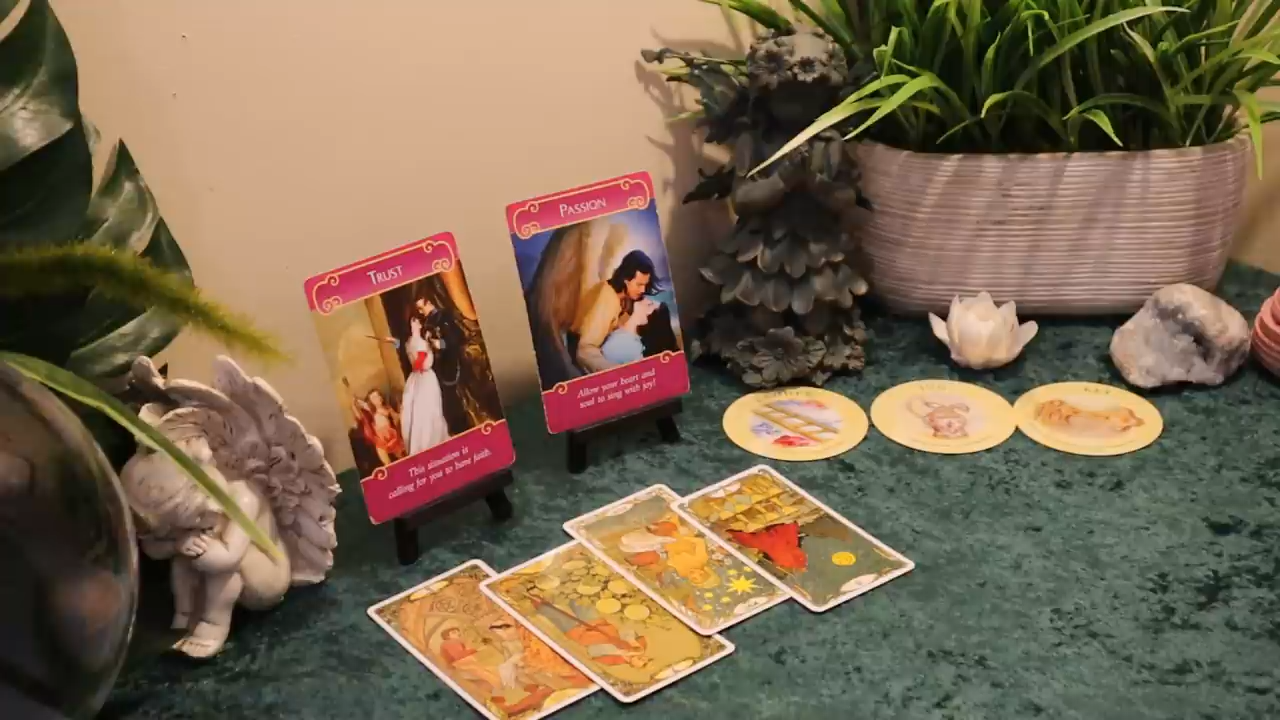 TRUST
This situation is
calling for you to have faith.
PASSION
Allow your heart and
soul to sing with joy!